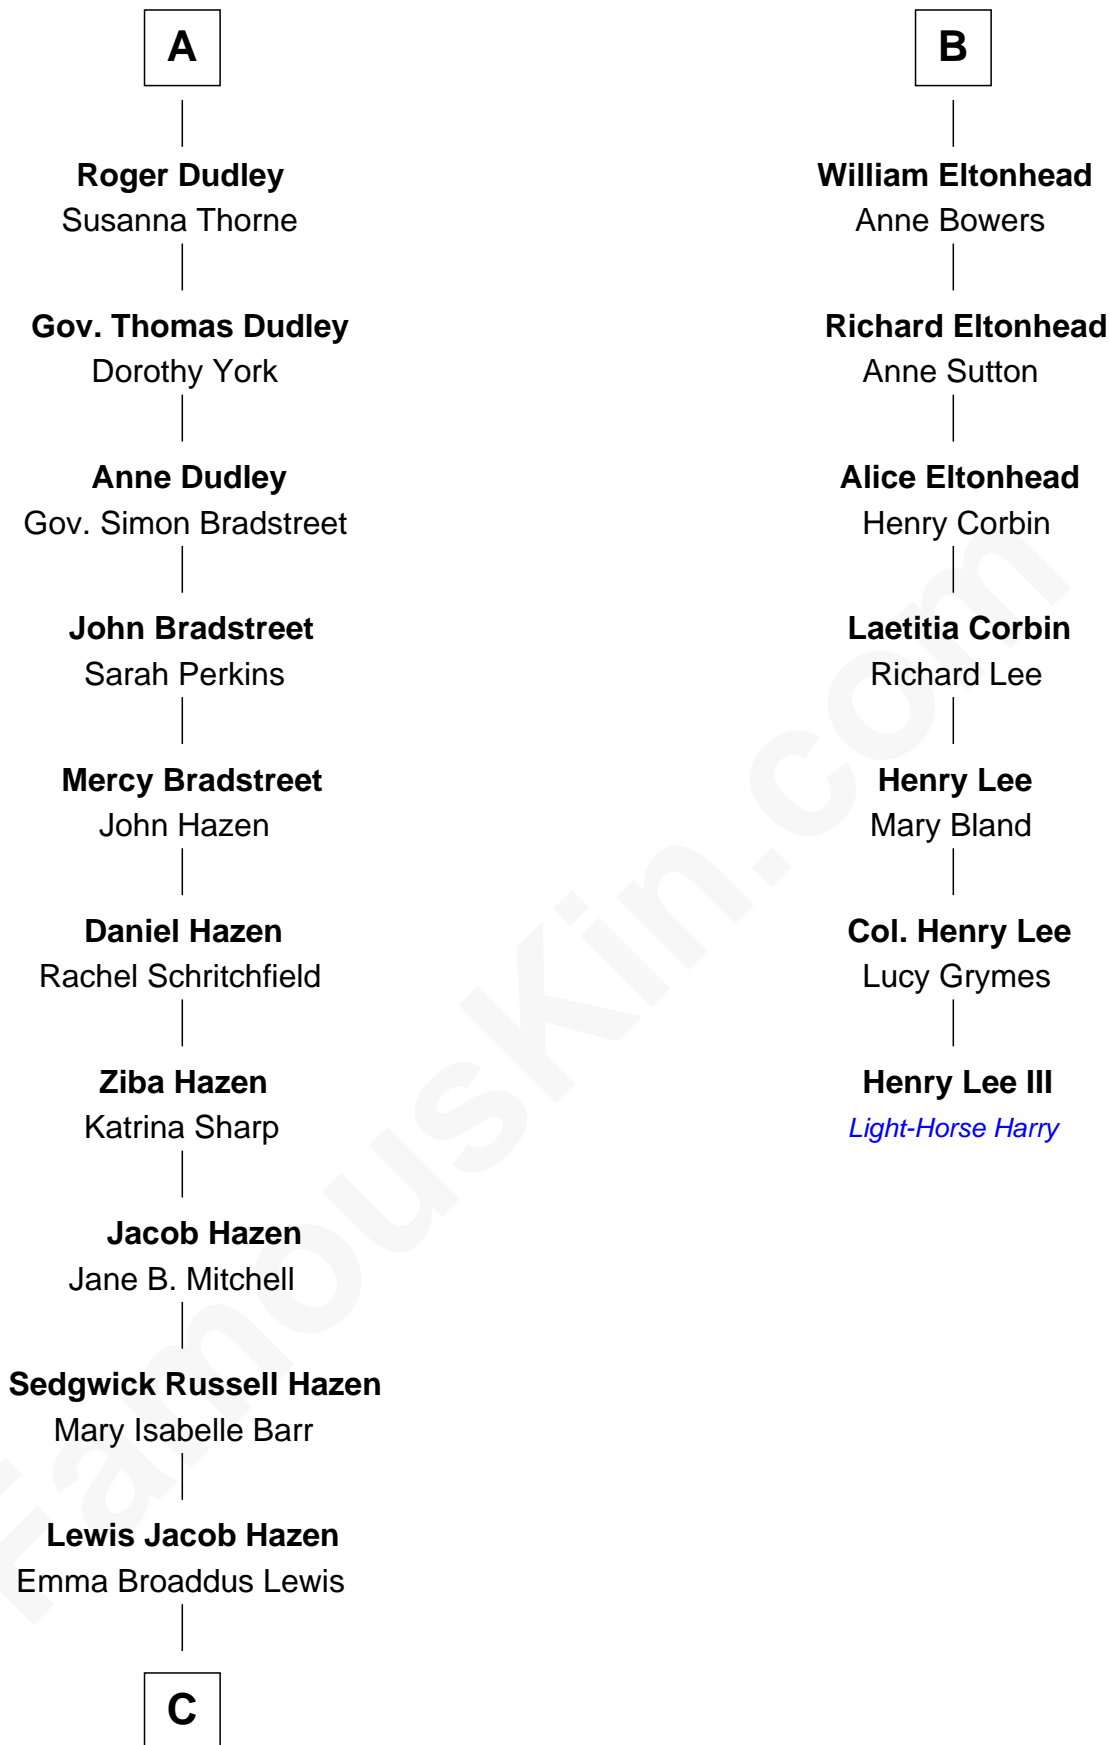 A
Roger Dudley
Susanna Thorne
Gov. Thomas Dudley
Dorothy York
Anne Dudley
Gov. Simon Bradstreet
John Bradstreet
Sarah Perkins
Mercy Bradstreet
John Hazen
Daniel Hazen
Rachel Schritchfield
Ziba Hazen
Katrina Sharp
Jacob Hazen
Jane B. Mitchell
Sedgwick Russell Hazen
Mary Isabelle Barr
Lewis Jacob Hazen
Emma Broaddus Lewis
C
B
William Eltonhead
Anne Bowers
Richard Eltonhead
Anne Sutton
Alice Eltonhead
Henry Corbin
Laetitia Corbin
Richard Lee
Henry Lee
Mary Bland
Col. Henry Lee
Lucy Grymes
Henry Lee III
Light-Horse Harry
FamousKin.com